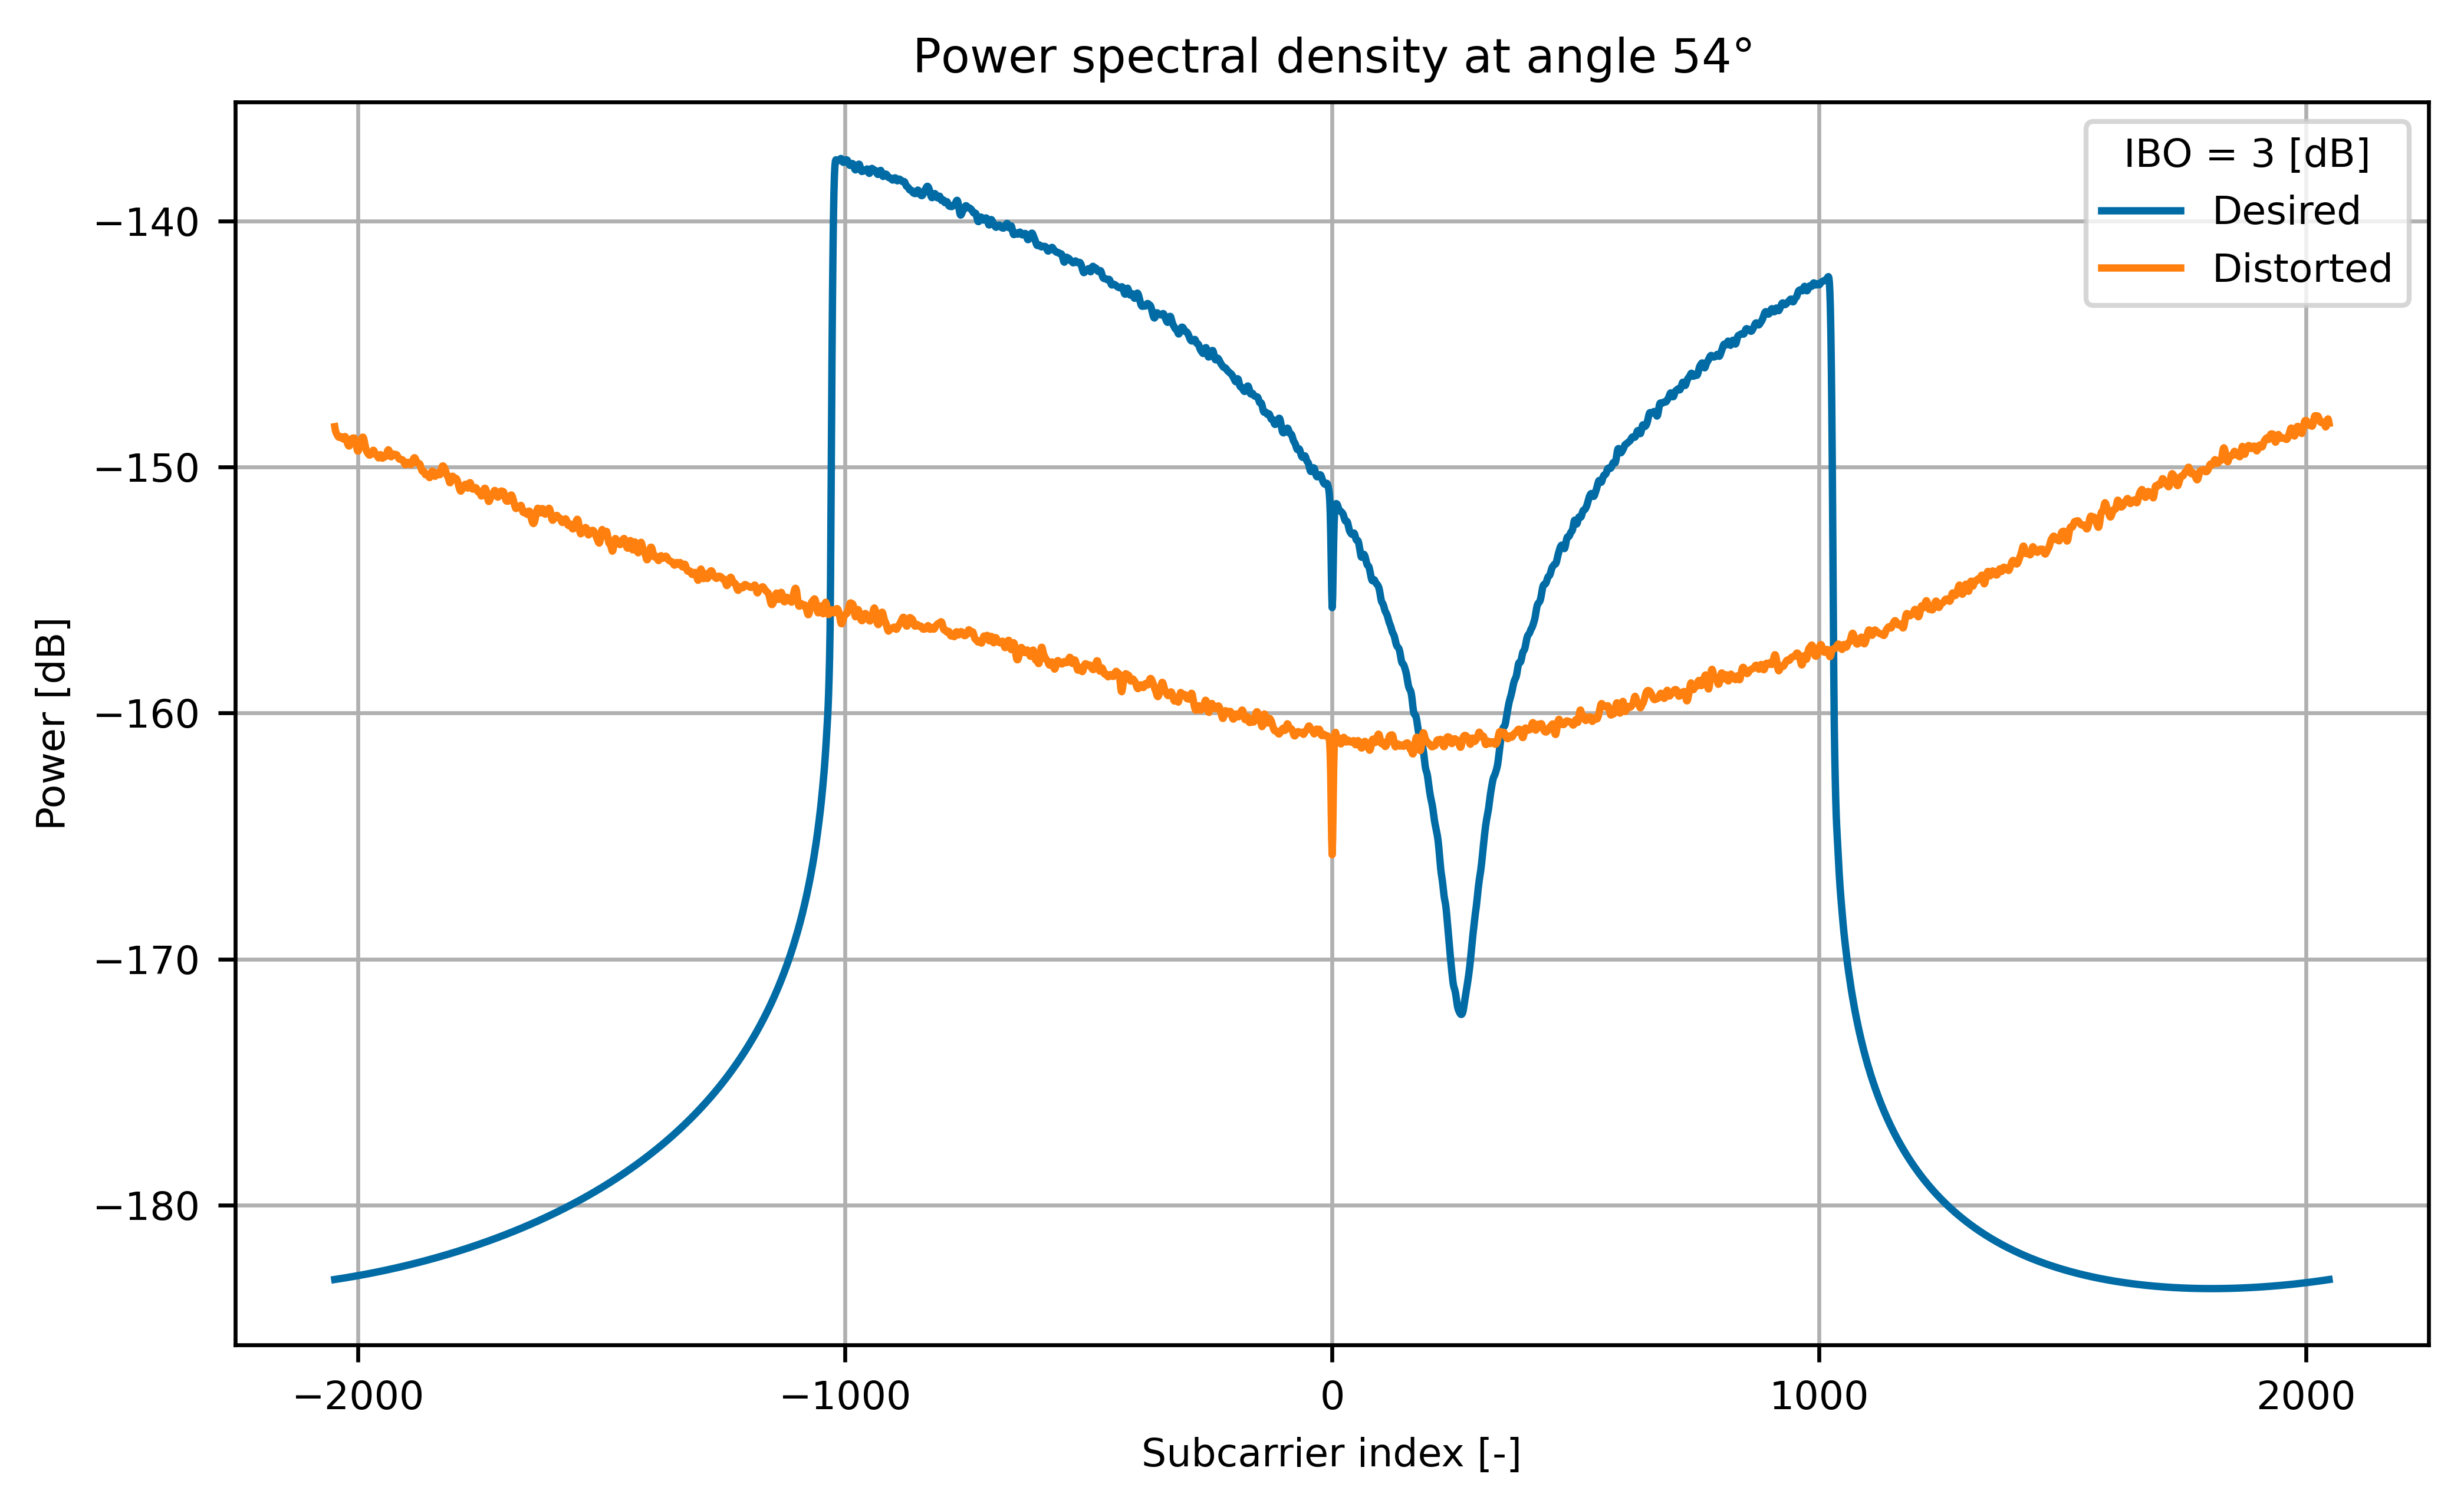 Power spectral density at angle 54°
IBO = 3 [dB]
Desired
Distorted
Power [dB]
−140
−150
−160
−170
−180
−2000
−1000
0
1000
2000
Subcarrier index [-]